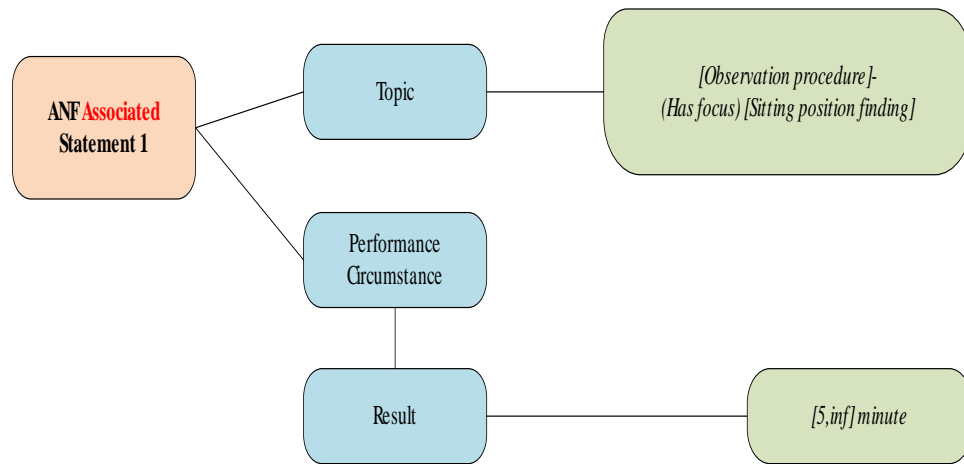 ANF Associated
Statement 1
Topic
[Observation procedure]-
(Has focus) [Sitting position finding]
Performance
Circumstance
Result
[5,inf] minute